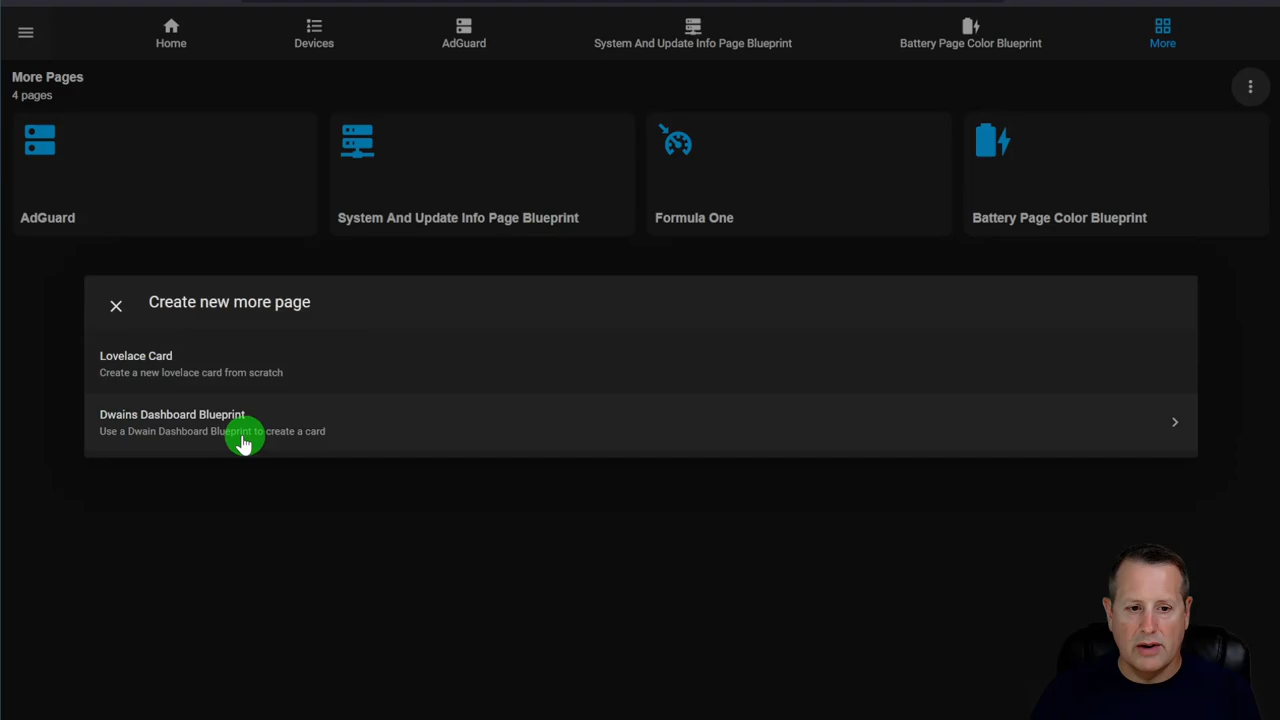 Home
Devices
AdGuard
System And Update Info Page Blueprint
Battery Page Color Blueprint
More
More Pages
4 pages
AdGuard
System And Update Info Page Blueprint
Formula One
Battery Page Color Blueprint
Create new more page
Lovelace Card
Create a new lovelace card from scratch
Dwains Dashboard Blueprint
Use a Dwain Dashboard Blueprint to create a card